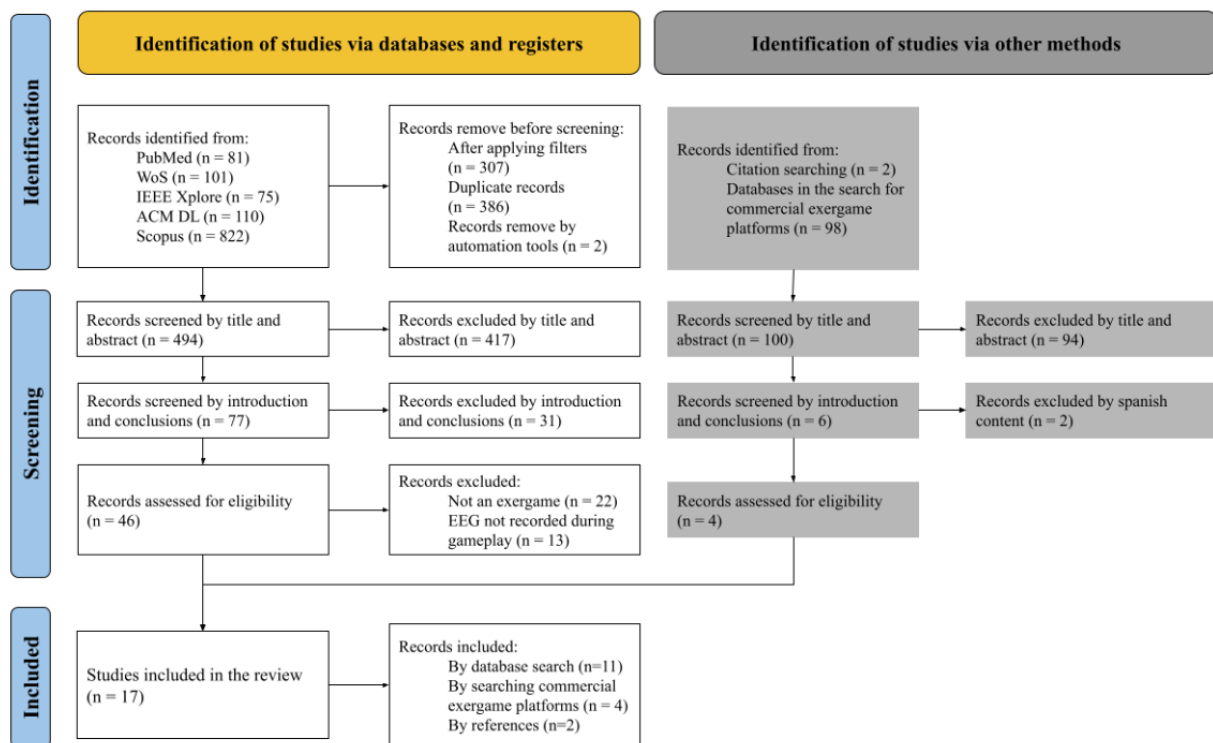 Identification of studies via databases and registers
Identification of studies via other methods
Identification
Records identified from:
PubMed (n = 81)
WoS (n = 101)
IEEE Xplore (n = 75)
ACM DL (n = 110)
Scopus (n = 822)
Records remove before screening:
After applying filters
(n = 307)
Duplicate records
(n = 386)
Records remove by
automation tools (n = 2)
Records identified from:
Citation searching (n = 2)
Databases in the search for
commercial exergame
platforms (n = 98)
Screening
Records screened by title and
abstract (n = 494)
Records excluded by title and
abstract (n = 417)
Records screened by title and
abstract (n = 100)
Records excluded by title and
abstract (n = 94)
Records screened by introduction
and conclusions (n = 77)
Records excluded by introduction
and conclusions (n = 31)
Records screened by introduction
and conclusions (n = 6)
Records excluded by spanish
content (n = 2)
Records assessed for eligibility
(n = 46)
Records excluded:
Not an exergame (n = 22)
EEG not recorded during
gameplay (n = 13)
Records assessed for eligibility
(n = 4)
Included
Studies included in the review
(n = 17)
Records included:
By database search (n=11)
By searching commercial
exergame platforms (n = 4)
By references (n=2)